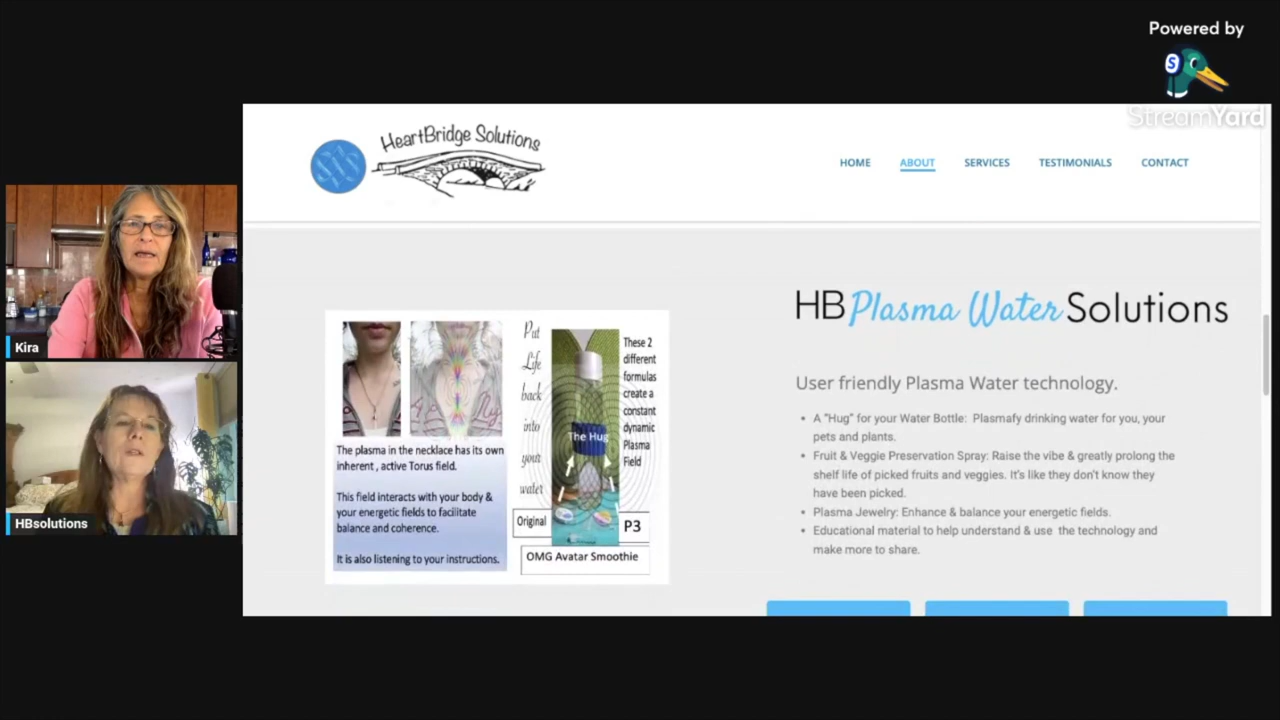 Powered by
S
StreamYard
HeartBridge Solutions
HOME
ABOUT
SERVICES
TESTIMONIALS
CONTACT
Kira
HBsolutions
Put
Life
back
into
your
water
These 2
different
formulas
create a
constant
dynamic
Plasma
Field
The Hug
Original
P3
OMG Avatar Smoothie
The plasma in the necklace has its own
inherent , active Torus field.
This field interacts with your body &
your energetic fields to facilitate
balance and coherence.
It is also listening to your instructions.
HB Plasma Water Solutions
User friendly Plasma Water technology.
• A “Hug” for your Water Bottle: Plasmafy drinking water for you, your
pets and plants.
• Fruit & Veggie Preservation Spray: Raise the vibe & greatly prolong the
shelf life of picked fruits and veggies. It's like they don't know they
have been picked.
• Plasma Jewelry: Enhance & balance your energetic fields.
• Educational material to help understand & use the technology and
make more to share.